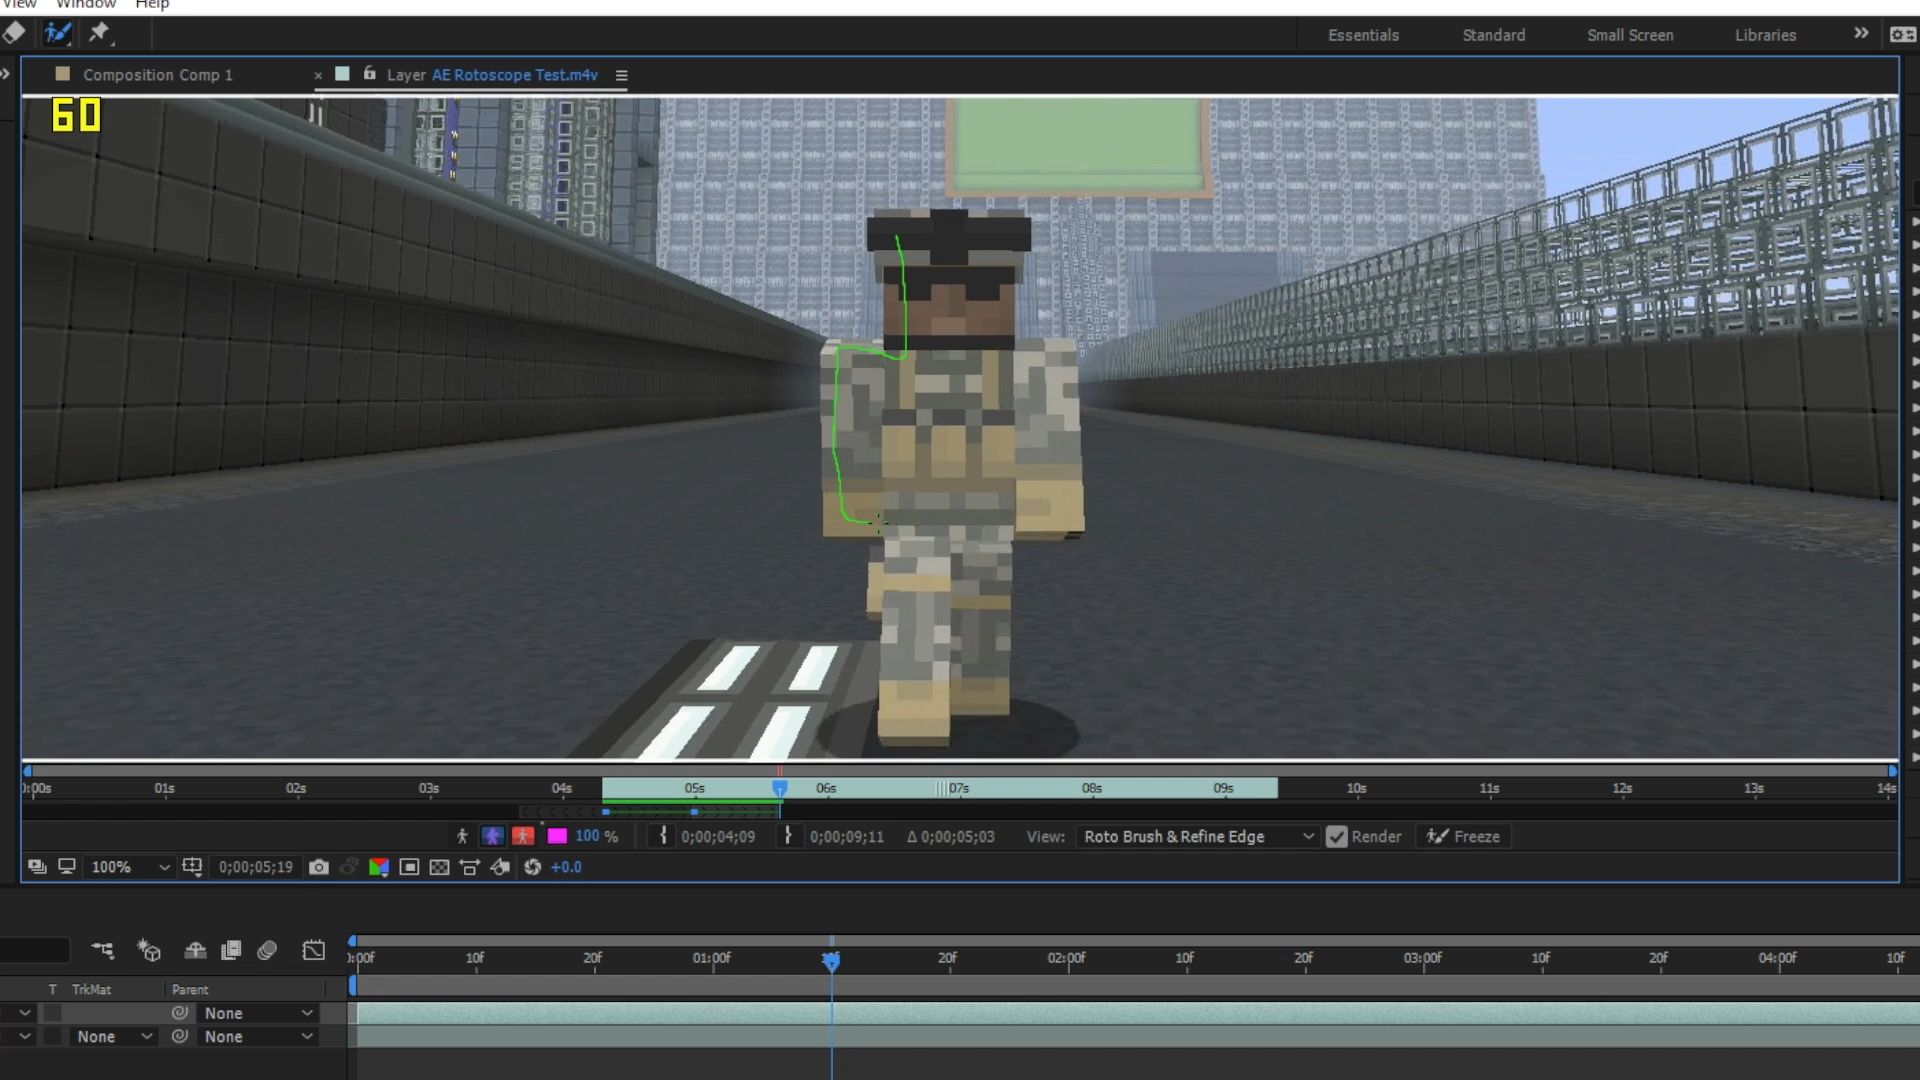 View Window Help
Essentials Standard Small Screen Libraries
Composition Comp 1 × Layer AE Rotoscope Test.m4v
60
0:00s 01s 02s 03s 04s 05s 06s 07s 08s 09s 10s 11s 12s 13s 14s
100 % 0;00;04;09 0;00;09;11 Δ 0;00;05;03 View: Roto Brush & Refine Edge Render Freeze
100% 0;00;05;19 +0.0
0:00f 10f 20f 01:00f 20f 02:00f 10f 20f 03:00f 10f 20f 04:00f 10f
T TrkMat Parent
None
None None